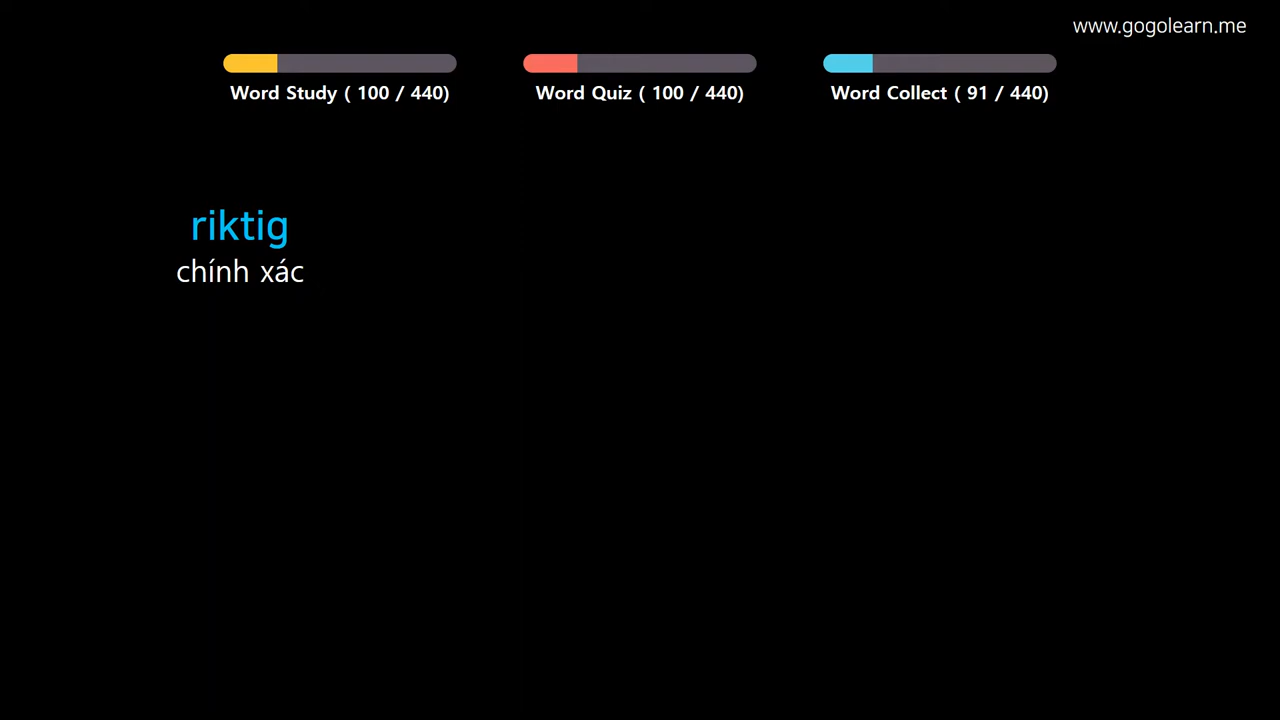 www.gogolearn.me
Word Study ( 100 / 440)
Word Quiz ( 100 / 440)
Word Collect ( 91 / 440)
riktig
chính xác